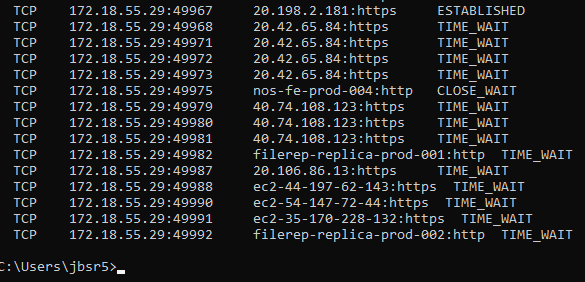 TCP    172.18.55.29:49967     20.198.2.181:https     ESTABLISHED
TCP    172.18.55.29:49968     20.42.65.84:https      TIME_WAIT
TCP    172.18.55.29:49971     20.42.65.84:https      TIME_WAIT
TCP    172.18.55.29:49972     20.42.65.84:https      TIME_WAIT
TCP    172.18.55.29:49973     20.42.65.84:https      TIME_WAIT
TCP    172.18.55.29:49975     nos-fe-prod-004:http   CLOSE_WAIT
TCP    172.18.55.29:49979     40.74.108.123:https    TIME_WAIT
TCP    172.18.55.29:49980     40.74.108.123:https    TIME_WAIT
TCP    172.18.55.29:49981     40.74.108.123:https    TIME_WAIT
TCP    172.18.55.29:49982     filerep-replica-prod-001:http  TIME_WAIT
TCP    172.18.55.29:49987     20.106.86.13:https     TIME_WAIT
TCP    172.18.55.29:49988     ec2-44-197-62-143:https  TIME_WAIT
TCP    172.18.55.29:49990     ec2-54-147-72-44:https  TIME_WAIT
TCP    172.18.55.29:49991     ec2-35-170-228-132:https  TIME_WAIT
TCP    172.18.55.29:49992     filerep-replica-prod-002:http  TIME_WAIT
C:\Users\jbsr5>